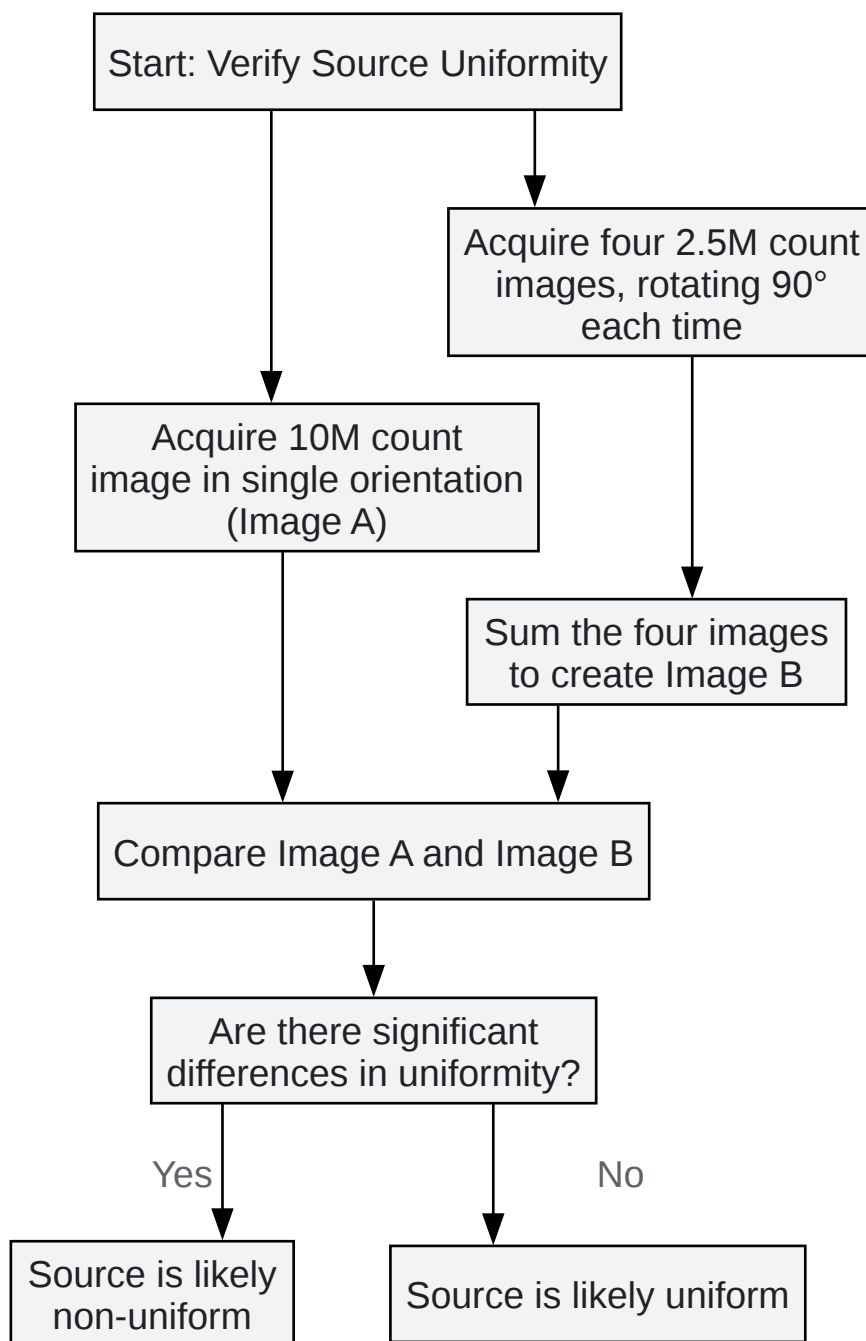 Start: Verify Source Uniformity
Acquire four 2.5M count
images, rotating 90°
each time
Acquire 10M count
image in single orientation
(Image A)
Sum the four images
to create Image B
Compare Image A and Image B
Are there significant
differences in uniformity?
Yes
No
Source is likely
non-uniform
Source is likely uniform